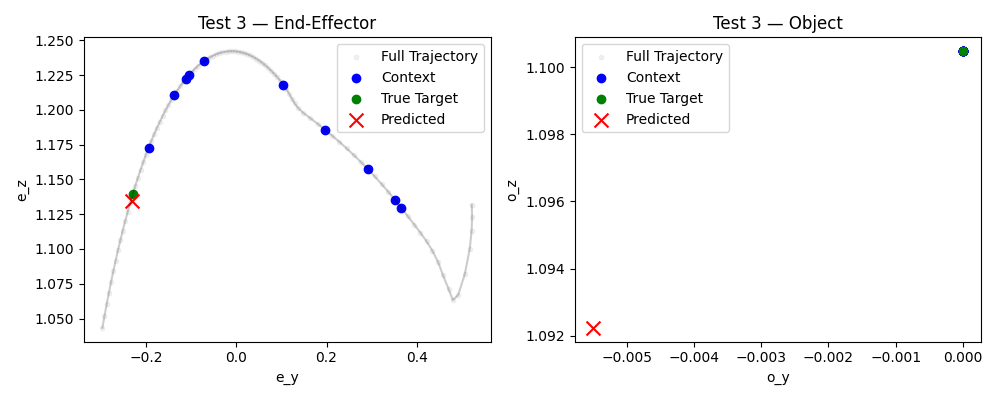 Test 3 — End-Effector
1.250
1.225
1.200
1.175
1.150
1.125
1.100
1.075
1.050
e_z
−0.2
0.0
0.2
0.4
e_y
Full Trajectory
Context
True Target
Predicted
Test 3 — Object
1.100
1.098
1.096
1.094
1.092
o_z
−0.005
−0.004
−0.003
−0.002
−0.001
0.000
o_y
Full Trajectory
Context
True Target
Predicted